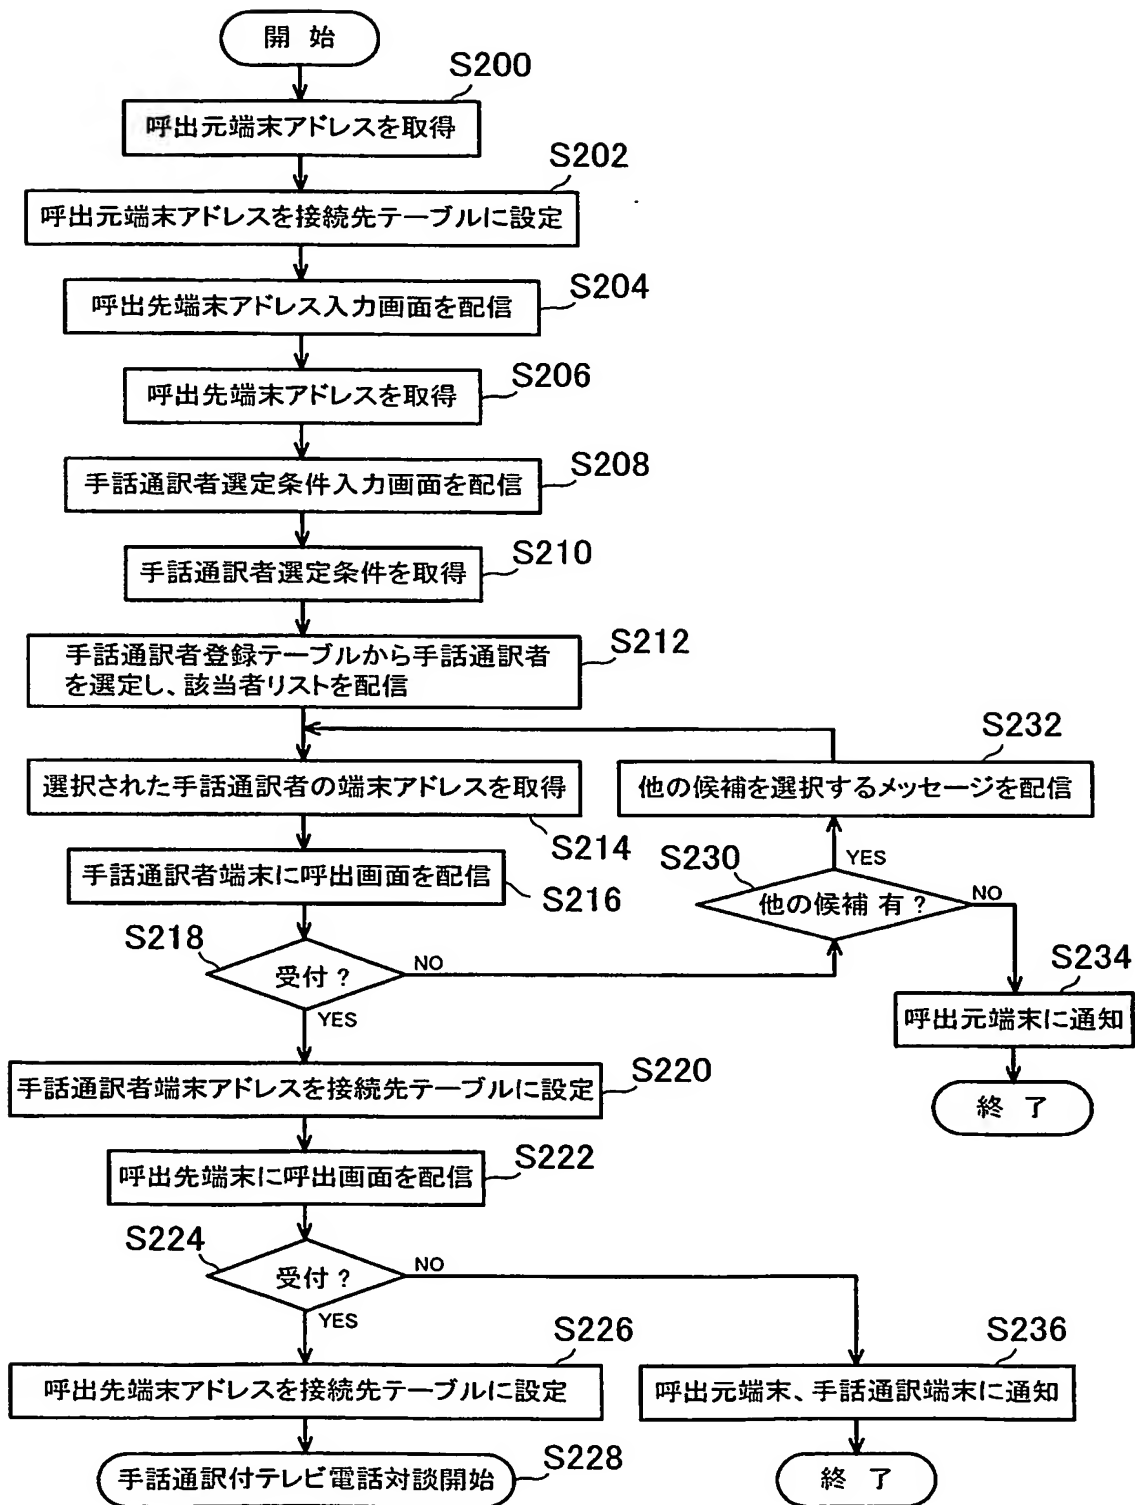 開 始
S200
呼出元端末アドレスを取得
S202
呼出元端末アドレスを接続先テーブルに設定
S204
呼出先端末アドレス入力画面を配信
S206
呼出先端末アドレスを取得
S208
手話通訳者選定条件入力画面を配信
S210
手話通訳者選定条件を取得
S212
手話通訳者登録テーブルから手話通訳者
を選定し、該当者リストを配信
S232
選択された手話通訳者の端末アドレスを取得
他の候補を選択するメッセージを配信
S214
S230
YES
手話通訳者端末に呼出画面を配信
S216
他の候補 有 ?
NO
S218
受付 ?
NO
YES
S234
呼出元端末に通知
S220
手話通訳者端末アドレスを接続先テーブルに設定
終 了
S222
呼出先端末に呼出画面を配信
S224
受付 ?
NO
YES
S226
呼出先端末アドレスを接続先テーブルに設定
S236
呼出元端末、手話通訳端末に通知
S228
手話通訳付テレビ電話対談開始
終 了